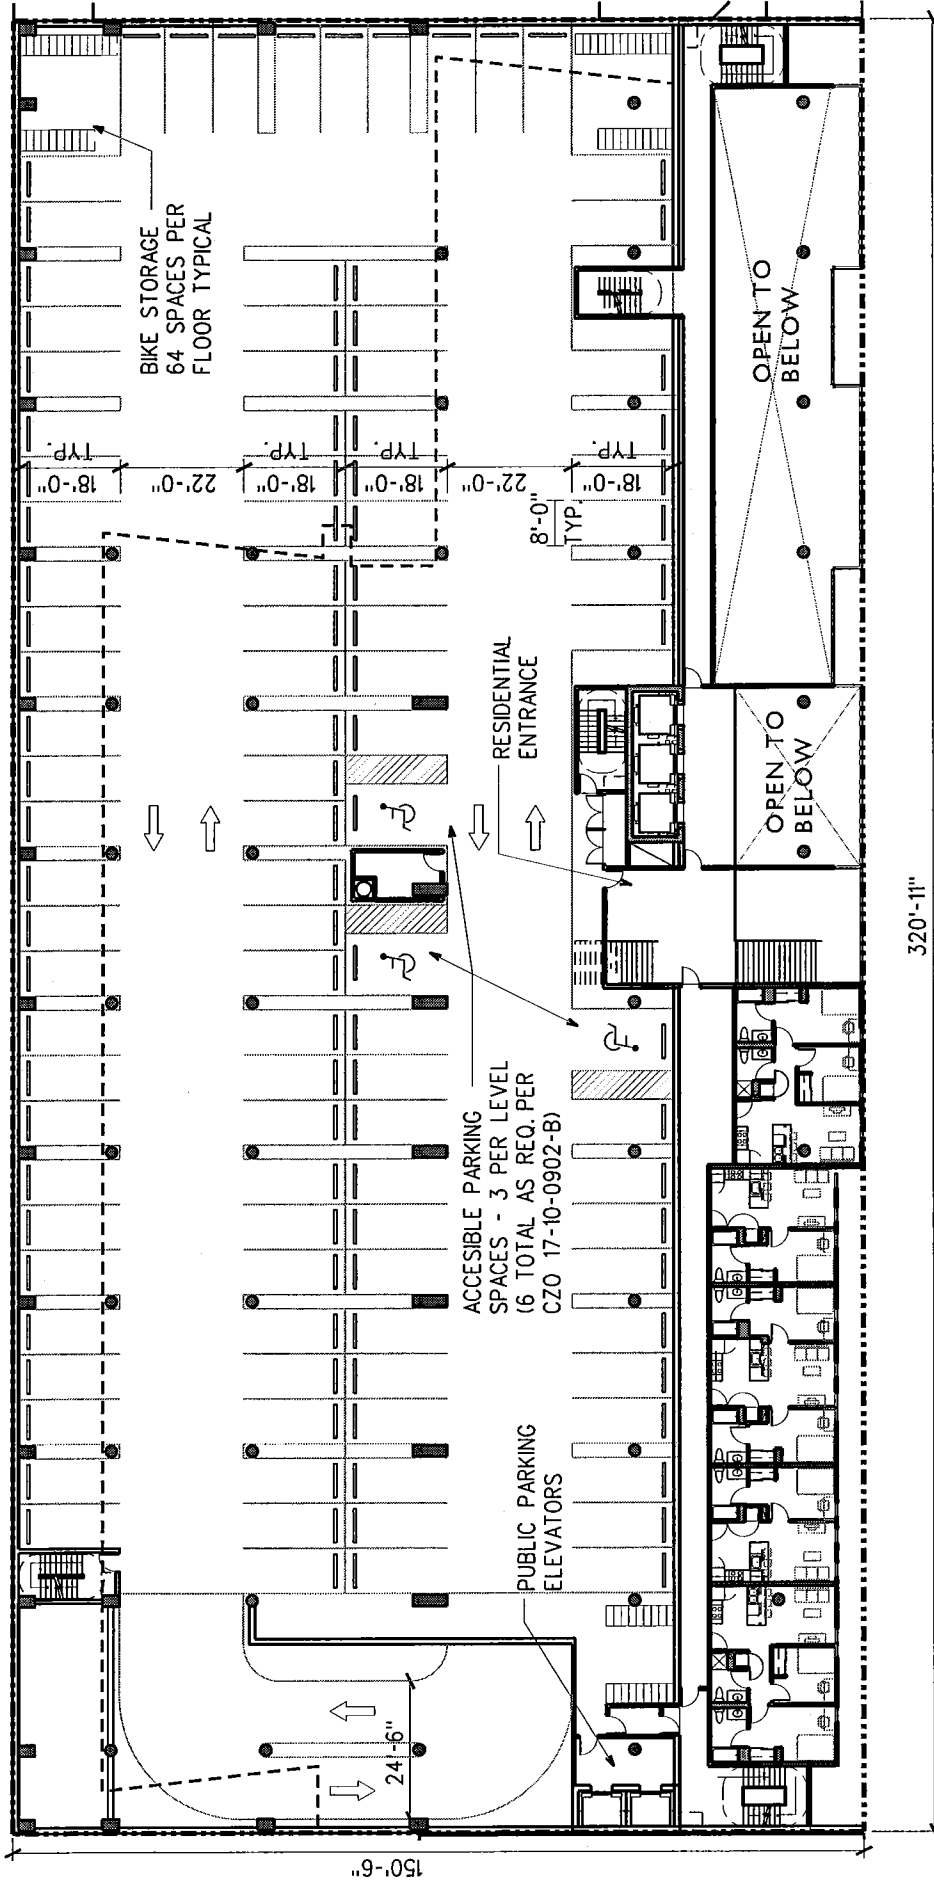 BIKE STORAGE
64 SPACES PER
FLOOR TYPICAL
18'-0"
TYP.
22'-0"
18'-0"
TYP.
18'-0"
TYP.
22'-0"
18'-0"
TYP.
8'-0"
TYP.
OPEN TO
BELOW
RESIDENTIAL
ENTRANCE
OPEN TO
BELOW
ACCESIBLE PARKING
SPACES - 3 PER LEVEL
(6 TOTAL AS REQ. PER
CZO 17-10-0902-B)
PUBLIC PARKING
ELEVATORS
24'-6"
150'-6"
320'-11"